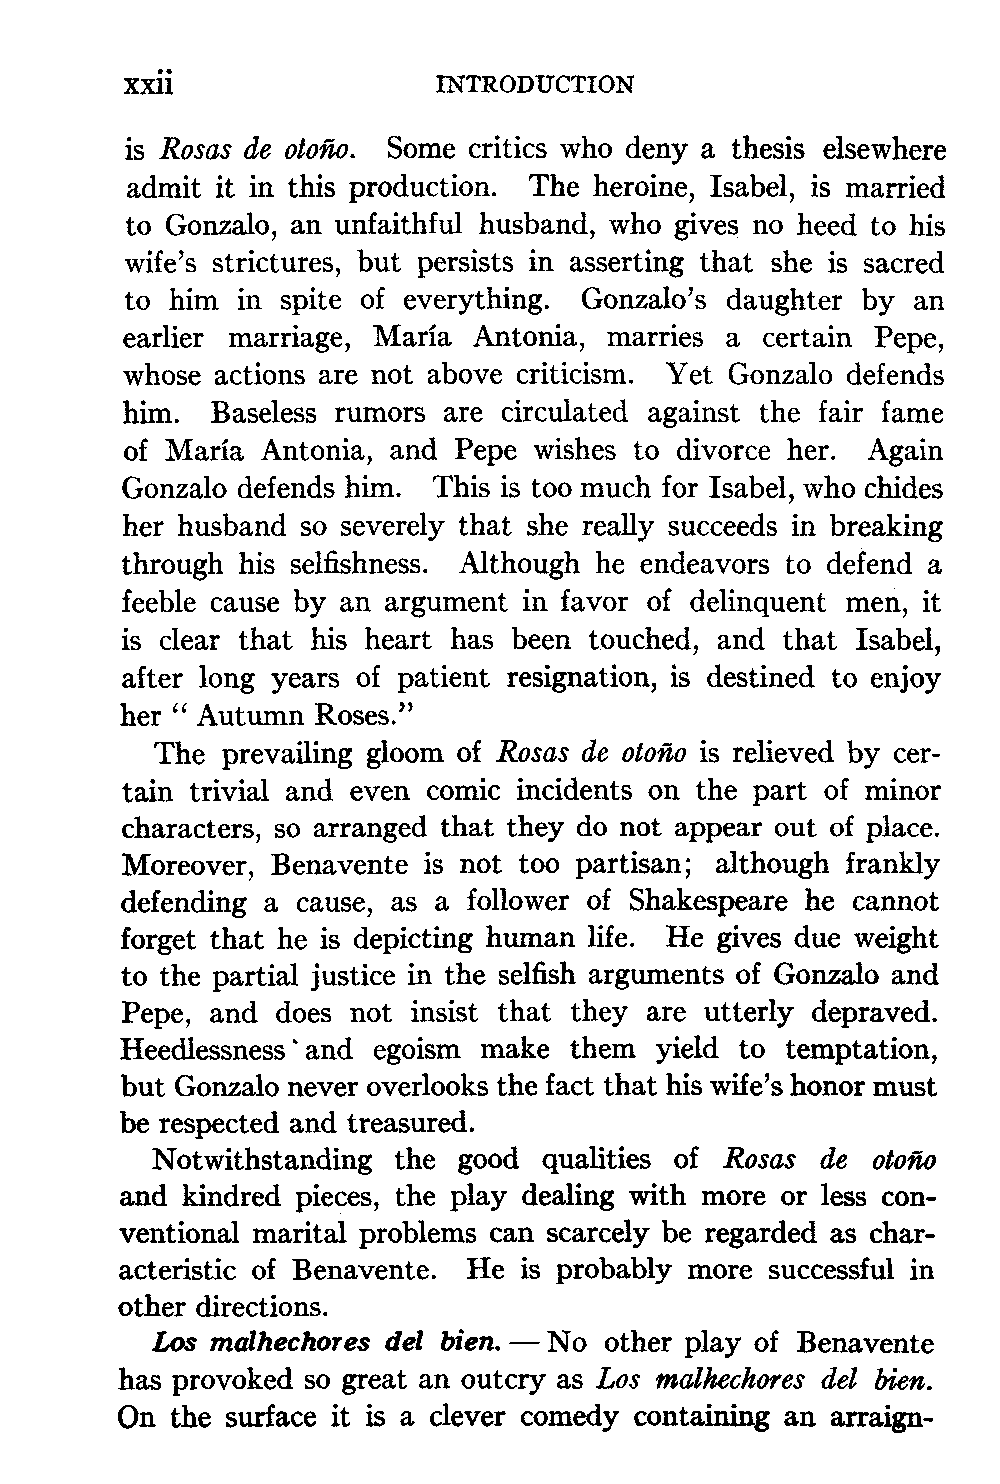 xxii INTRODUCTION
is Rosas de otoño. Some critics who deny a thesis elsewhere
admit it in this production. The heroine, Isabel, is married
to Gonzalo, an unfaithful husband, who gives no heed to his
wife's strictures, but persists in asserting that she is sacred
to him in spite of everything. Gonzalo's daughter by an
earlier marriage, María Antonia, marries a certain Pepe,
whose actions are not above criticism. Yet Gonzalo defends
him. Baseless rumors are circulated against the fair fame
of María Antonia, and Pepe wishes to divorce her. Again
Gonzalo defends him. This is too much for Isabel, who chides
her husband so severely that she really succeeds in breaking
through his selfishness. Although he endeavors to defend a
feeble cause by an argument in favor of delinquent men, it
is clear that his heart has been touched, and that Isabel,
after long years of patient resignation, is destined to enjoy
her “ Autumn Roses.”
The prevailing gloom of Rosas de otoño is relieved by cer-
tain trivial and even comic incidents on the part of minor
characters, so arranged that they do not appear out of place.
Moreover, Benavente is not too partisan; although frankly
defending a cause, as a follower of Shakespeare he cannot
forget that he is depicting human life. He gives due weight
to the partial justice in the selfish arguments of Gonzalo and
Pepe, and does not insist that they are utterly depraved.
Heedlessness and egoism make them yield to temptation,
but Gonzalo never overlooks the fact that his wife's honor must
be respected and treasured.
Notwithstanding the good qualities of Rosas de otoño
and kindred pieces, the play dealing with more or less con-
ventional marital problems can scarcely be regarded as char-
acteristic of Benavente. He is probably more successful in
other directions.
Los malhechores del bien. — No other play of Benavente
has provoked so great an outcry as Los malhechores del bien.
On the surface it is a clever comedy containing an arraign-